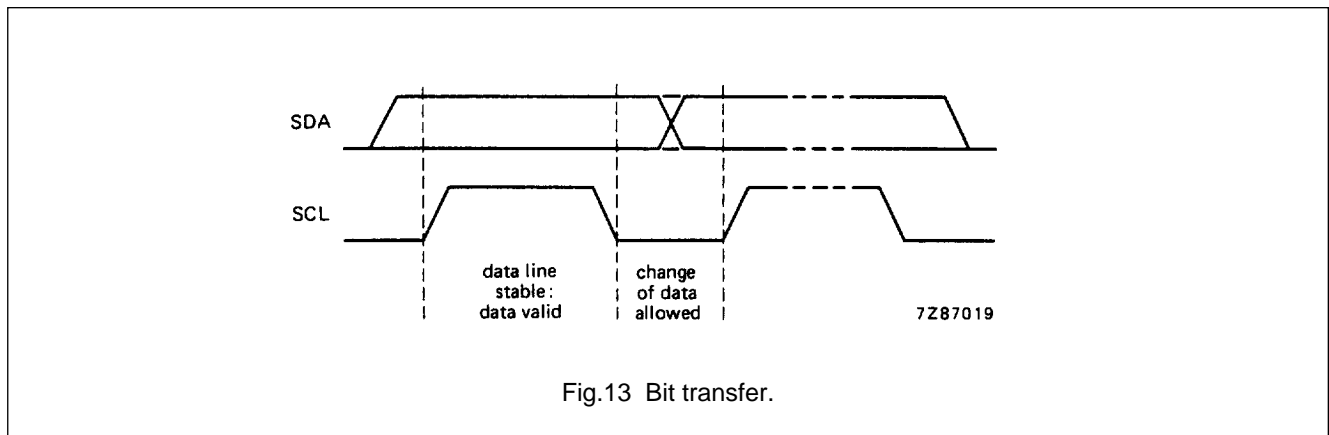 SDA
SCL
data line
stable:
data valid
change
of data
allowed
7Z87019
Fig.13 Bit transfer.